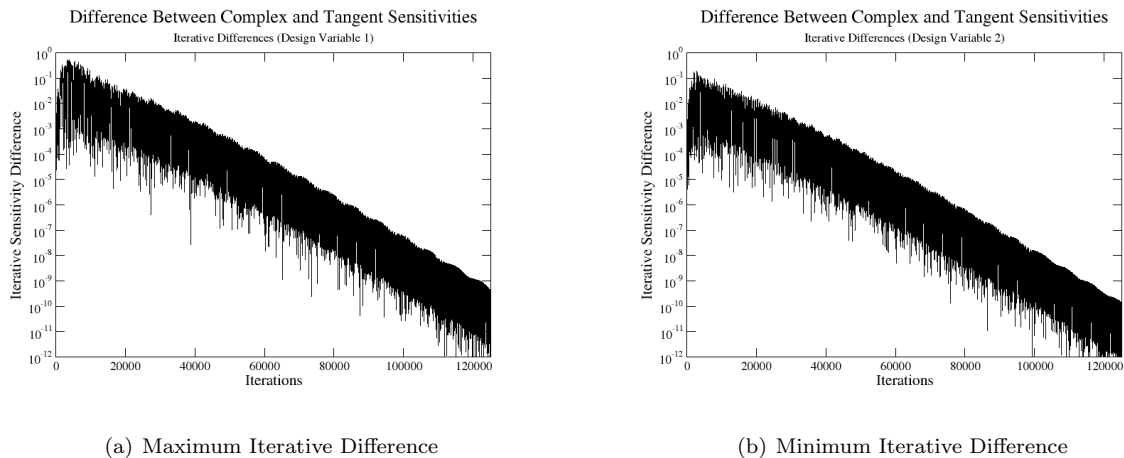 Difference Between Complex and Tangent Sensitivities
Iterative Differences (Design Variable 1)
10^0
10^-1
10^-2
10^-3
10^-4
10^-5
10^-6
10^-7
10^-8
10^-9
10^-10
10^-11
10^-12
Iterative Sensitivity Difference
0 20000 40000 60000 80000 100000 120000
Iterations
(a) Maximum Iterative Difference
Difference Between Complex and Tangent Sensitivities
Iterative Differences (Design Variable 2)
10^0
10^-1
10^-2
10^-3
10^-4
10^-5
10^-6
10^-7
10^-8
10^-9
10^-10
10^-11
10^-12
Iterative Sensitivity Difference
0 20000 40000 60000 80000 100000 120000
Iterations
(b) Minimum Iterative Difference